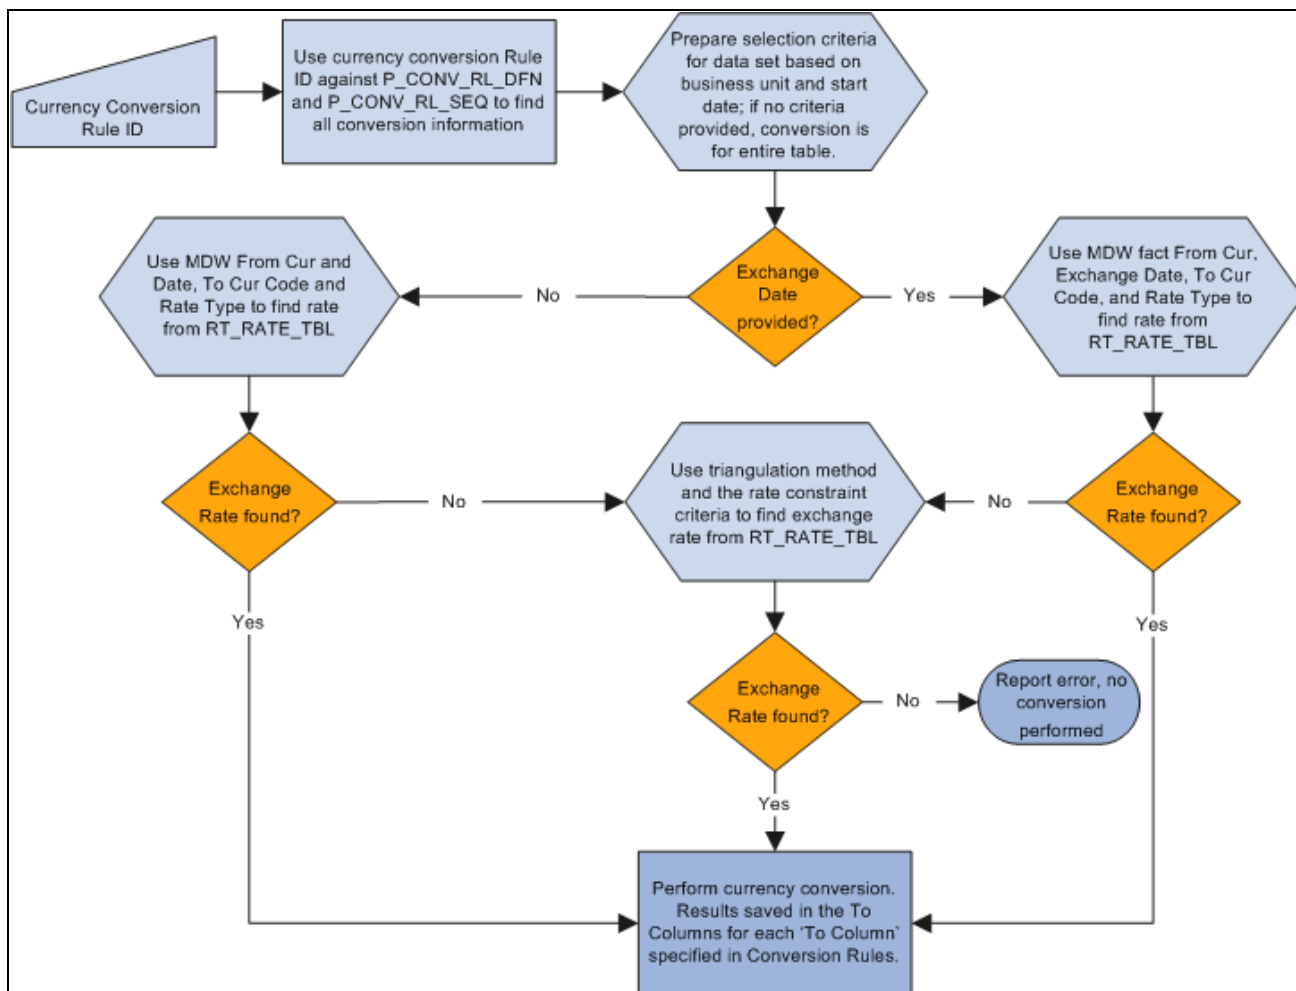 Currency Conversion
Rule ID
Use currency conversion Rule
ID against P_CONV_RL_DFN
and P_CONV_RL_SEQ to find
all conversion information
Prepare selection criteria
for data set based on
business unit and start
date; if no criteria
provided, conversion is
for entire table.
Use MDW From Cur and
Date, To Cur Code and
Rate Type to find rate
from RT_RATE_TBL
No
Exchange
Date
provided?
Yes
Use MDW fact From Cur,
Exchange Date, To Cur
Code, and Rate Type to
find rate from
RT_RATE_TBL
Exchange
Rate found?
No
Use triangulation method
and the rate constraint
criteria to find exchange
rate from RT_RATE_TBL
No
Exchange
Rate found?
Yes
Yes
Exchange
Rate found?
No
Report error, no
conversion
performed
Yes
Perform currency conversion.
Results saved in the To
Columns for each ‘To Column’
specified in Conversion Rules.